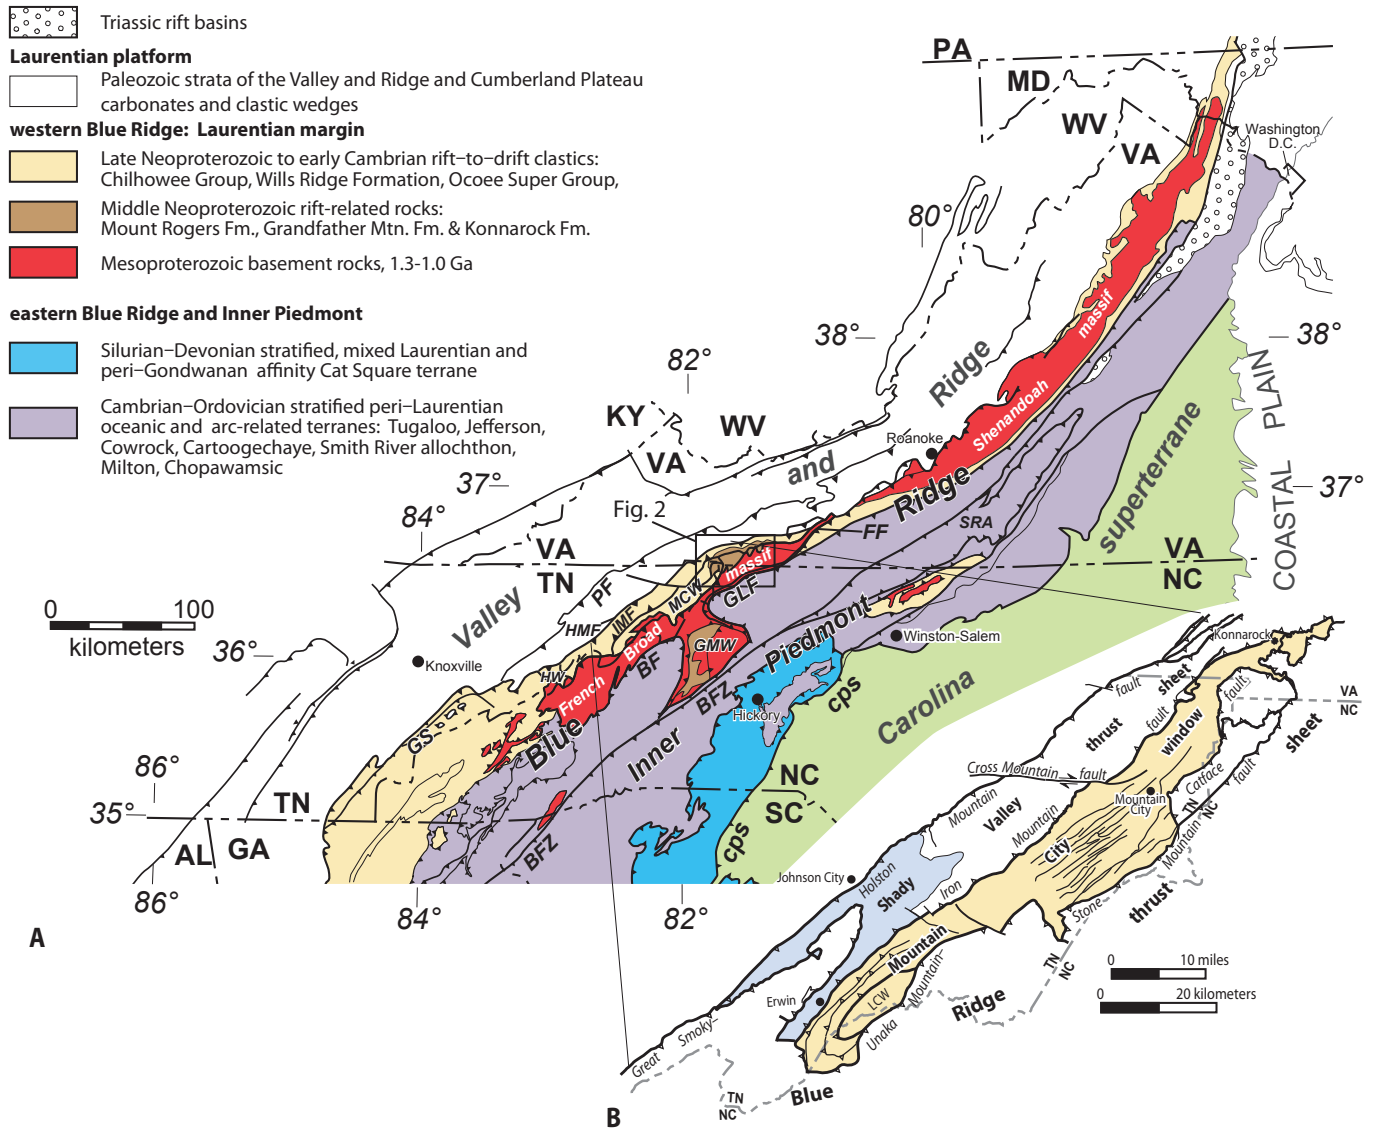 Triassic rift basins
Laurentian platform
Paleozoic strata of the Valley and Ridge and Cumberland Plateau
carbonates and clastic wedges
western Blue Ridge: Laurentian margin
Late Neoproterozoic to early Cambrian rift−to−drift clastics:
Chilhowee Group, Wills Ridge Formation, Ocoee Super Group,
Middle Neoproterozoic rift-related rocks:
Mount Rogers Fm., Grandfather Mtn. Fm. & Konnarock Fm.
Mesoproterozoic basement rocks, 1.3-1.0 Ga
eastern Blue Ridge and Inner Piedmont
Silurian−Devonian stratified, mixed Laurentian and
peri−Gondwanan affinity Cat Square terrane
Cambrian−Ordovician stratified peri−Laurentian
oceanic and arc-related terranes: Tugaloo, Jefferson,
Cowrock, Cartoogechaye, Smith River allochthon,
Milton, Chopawamsic
PA
MD
WV
VA
Washington
D.C.
80°
38°
38°
82°
KY
WV
VA
Roanoke
Valley
and
Ridge
Shenandoah
massif
superterrane
COASTAL PLAIN
37°
37°
84°
Fig. 2
VA
TN
VA
NC
FF
SRA
Blue
Ridge
massif
PF
HMF
IMF
MCW
GLF
0 100
kilometers
36°
Knoxville
HW
French
Broad
BF
GMW
BFZ
Inner
Piedmont
Winston-Salem
Hickory
cps
Carolina
GS
86°
35°
TN
AL
GA
NC
SC
BFZ
cps
86°
84°
82°
A
Konnarock
VA
NC
fault
sheet
thrust
fault
fault
window
sheet
Cross Mountain fault
Mountain
Valley
Mountain
Mountain
City
City
TN
NC
Catface
fault
Mountain
Stone
thrust
Johnson City
Holston
Shady
Iron
Mountain
TN
NC
0 10 miles
0 20 kilometers
Erwin
LCW
Mountain
Unaka
Ridge
Great
Smoky
TN
NC
Blue
B